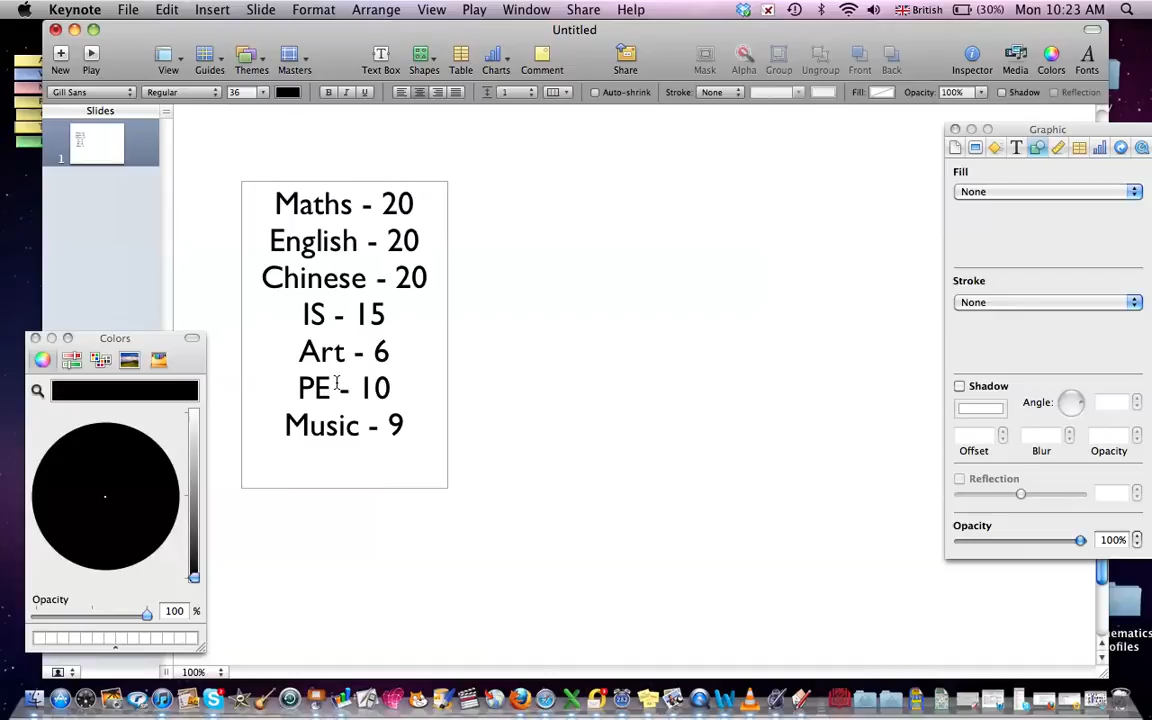 Keynote File Edit Insert Slide Format Arrange View Play Window Share Help
British (30%) Mon 10:23 AM
Untitled
New Play View Guides Themes Masters Text Box Shapes Table Charts Comment Share Mask Alpha Group Ungroup Front Back Inspector Media Colors Fonts
Gill Sans Regular 36 B I U 1 Auto-shrink Stroke: None Fill: Opacity: 100% Shadow Reflection
Slides
1
Maths - 20
English - 20
Chinese - 20
IS - 15
Art - 6
PE - 10
Music - 9
Colors
Opacity
100 %
100%
Graphic
Fill
None
Stroke
None
Shadow
Angle:
Offset Blur Opacity
Reflection
Opacity
100%